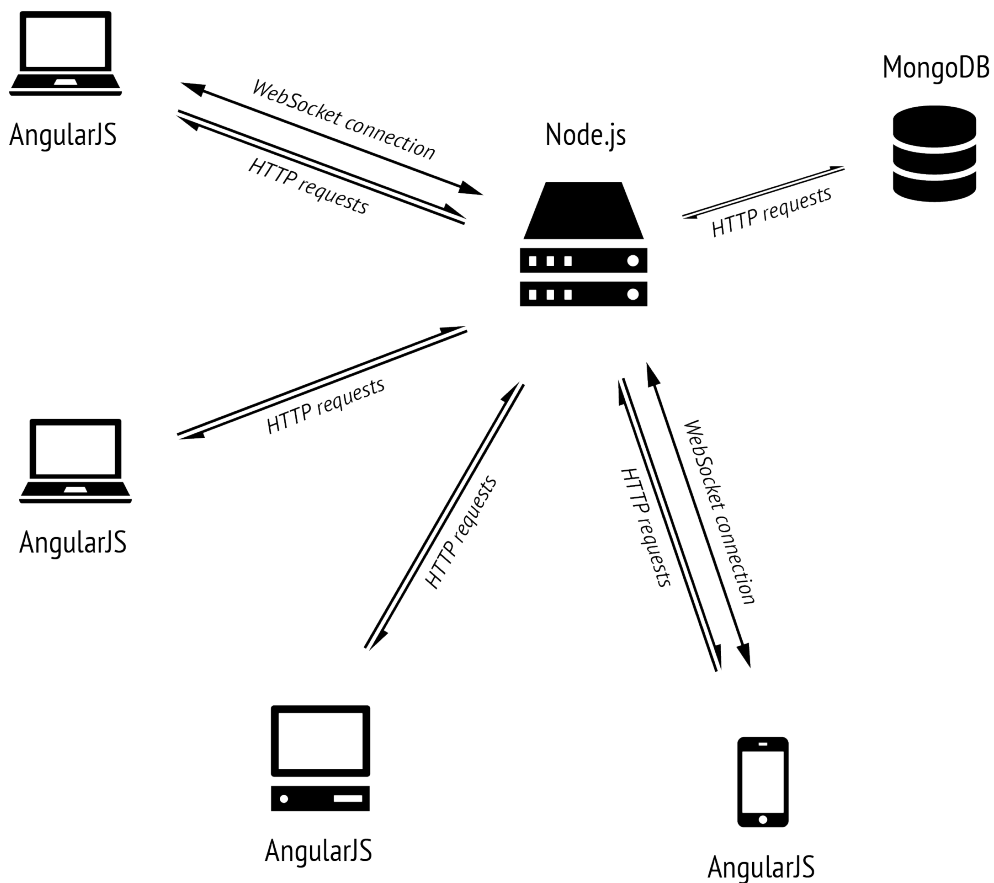 MongoDB
WebSocket connection
AngularJS
Node.js
HTTP requests
HTTP requests
HTTP requests
WebSocket connection
HTTP requests
HTTP requests
AngularJS
AngularJS
AngularJS